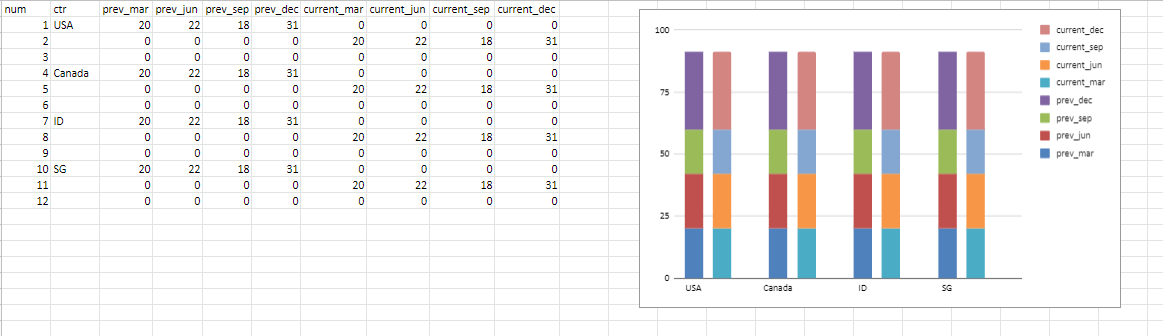 num ctr prev_mar prev_jun prev_sep prev_dec current_mar current_jun current_sep current_dec
1 USA 20 22 18 31 0 0 0 0
2 0 0 0 0 20 22 18 31
3 0 0 0 0 0 0 0 0
4 Canada 20 22 18 31 0 0 0 0
5 0 0 0 0 20 22 18 31
6 0 0 0 0 0 0 0 0
7 ID 20 22 18 31 0 0 0 0
8 0 0 0 0 20 22 18 31
9 0 0 0 0 0 0 0 0
10 SG 20 22 18 31 0 0 0 0
11 0 0 0 0 20 22 18 31
12 0 0 0 0 0 0 0 0
100
75
50
25
0
USA Canada ID SG
current_dec
current_sep
current_jun
current_mar
prev_dec
prev_sep
prev_jun
prev_mar